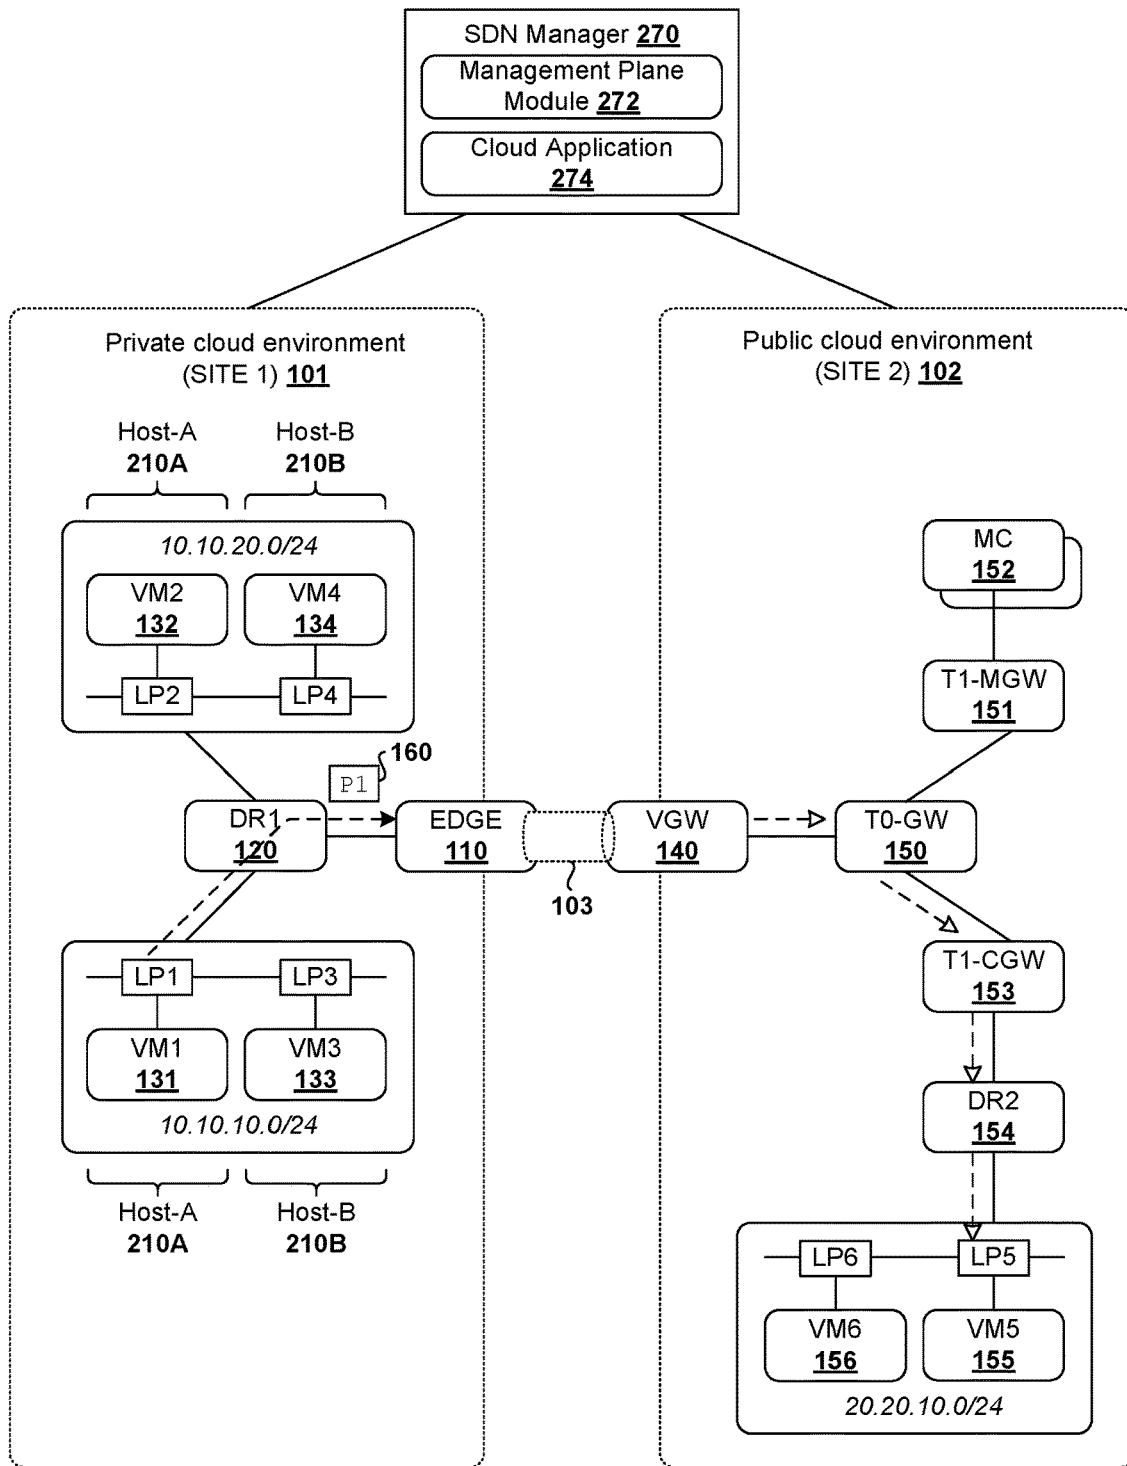 SDN Manager 270
Management Plane
Module 272
Cloud Application
274
Private cloud environment
(SITE 1) 101
Host-A
210A
Host-B
210B
10.10.20.0/24
VM2
132
VM4
134
LP2
LP4
P1
160
DR1
120
EDGE
110
103
LP1
LP3
VM1
131
VM3
133
10.10.10.0/24
Host-A
210A
Host-B
210B
Public cloud environment
(SITE 2) 102
MC
152
T1-MGW
151
VGW
140
T0-GW
150
T1-CGW
153
DR2
154
LP6
LP5
VM6
156
VM5
155
20.20.10.0/24